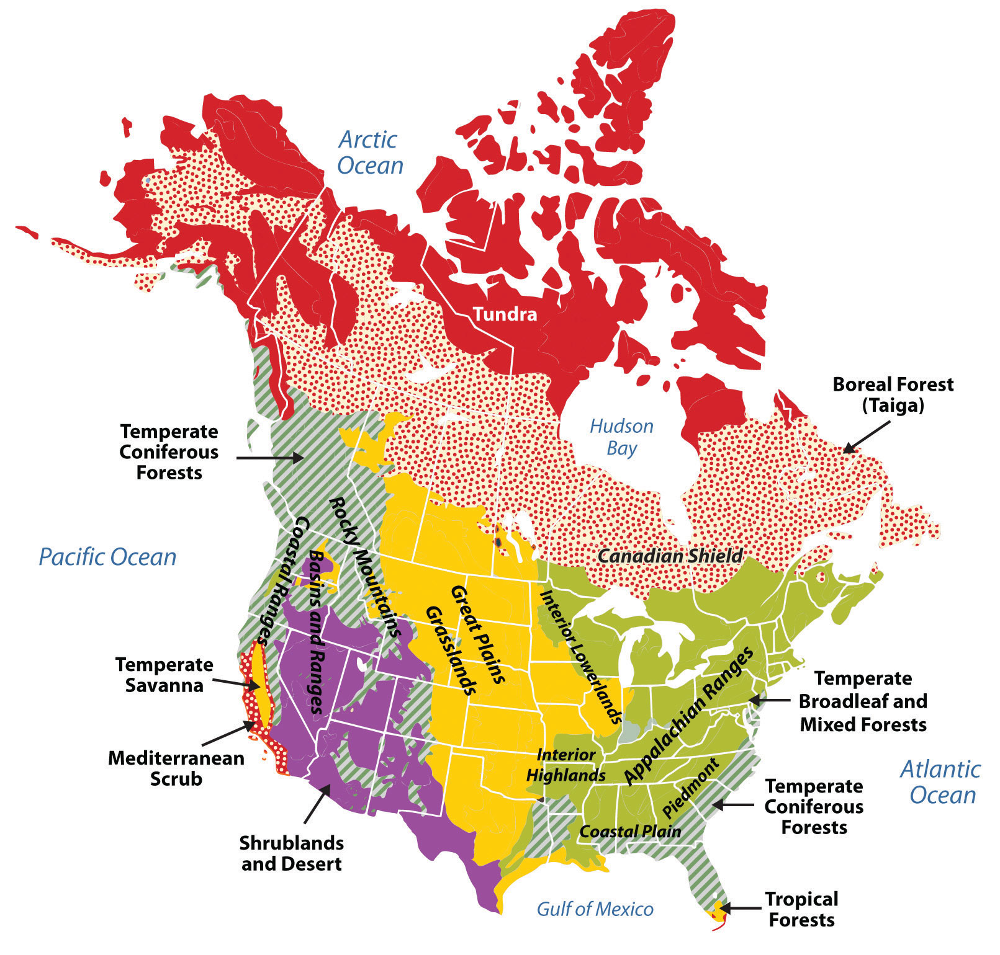 Arctic
Ocean
Tundra
Boreal Forest
(Taiga)
Hudson
Bay
Temperate
Coniferous
Forests
Rocky Mountains
Coastal Ranges
Basins and Ranges
Pacific Ocean
Canadian Shield
Great Plains
Grasslands
Interior Lowerlands
Temperate
Savanna
Appalachian Ranges
Temperate
Broadleaf and
Mixed Forests
Mediterranean
Scrub
Interior
Highlands
Piedmont
Atlantic
Ocean
Temperate
Coniferous
Forests
Coastal Plain
Shrublands
and Desert
Gulf of Mexico
Tropical
Forests